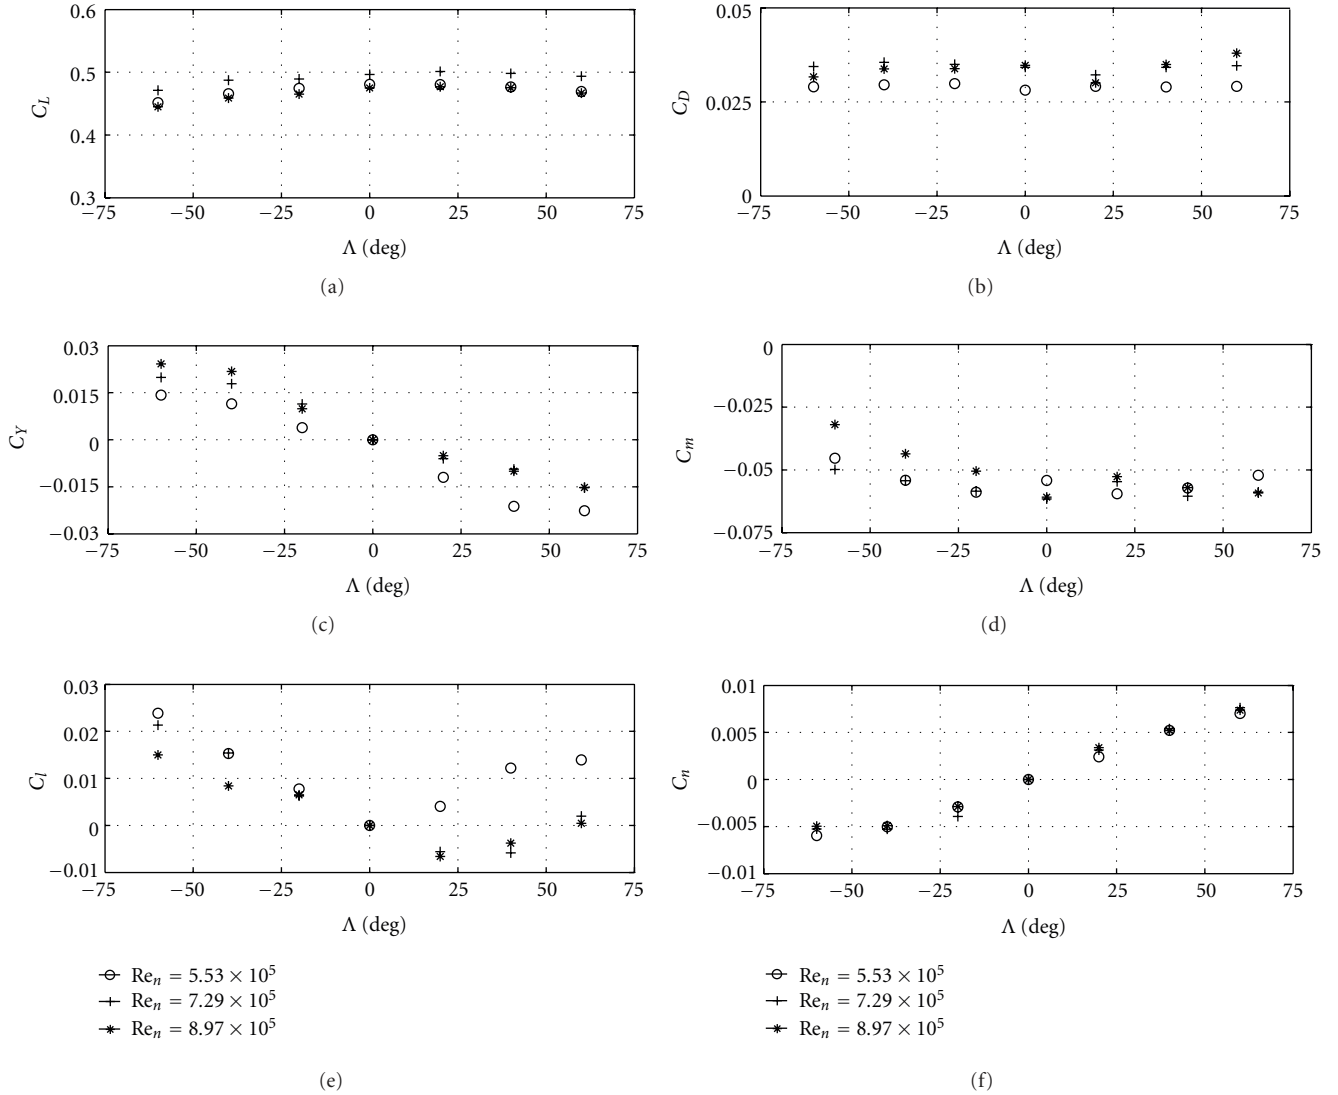 0.6
0.5
0.4
0.3
C_L
−75 −50 −25 0 25 50 75
Λ (deg)
(a)
0.05
0.025
0
C_D
−75 −50 −25 0 25 50 75
Λ (deg)
(b)
0.03
0.015
0
−0.015
−0.03
C_Y
−75 −50 −25 0 25 50 75
Λ (deg)
(c)
0
−0.025
−0.05
−0.075
C_m
−75 −50 −25 0 25 50 75
Λ (deg)
(d)
0.03
0.02
0.01
0
−0.01
C_l
−75 −50 −25 0 25 50 75
Λ (deg)
Re_n = 5.53 × 10^5
Re_n = 7.29 × 10^5
Re_n = 8.97 × 10^5
(e)
0.01
0.005
0
−0.005
−0.01
C_n
−75 −50 −25 0 25 50 75
Λ (deg)
Re_n = 5.53 × 10^5
Re_n = 7.29 × 10^5
Re_n = 8.97 × 10^5
(f)